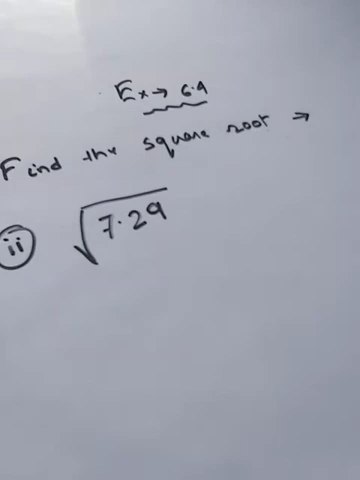 Ex → 6.4
Find the square root →
(ii) √7.29